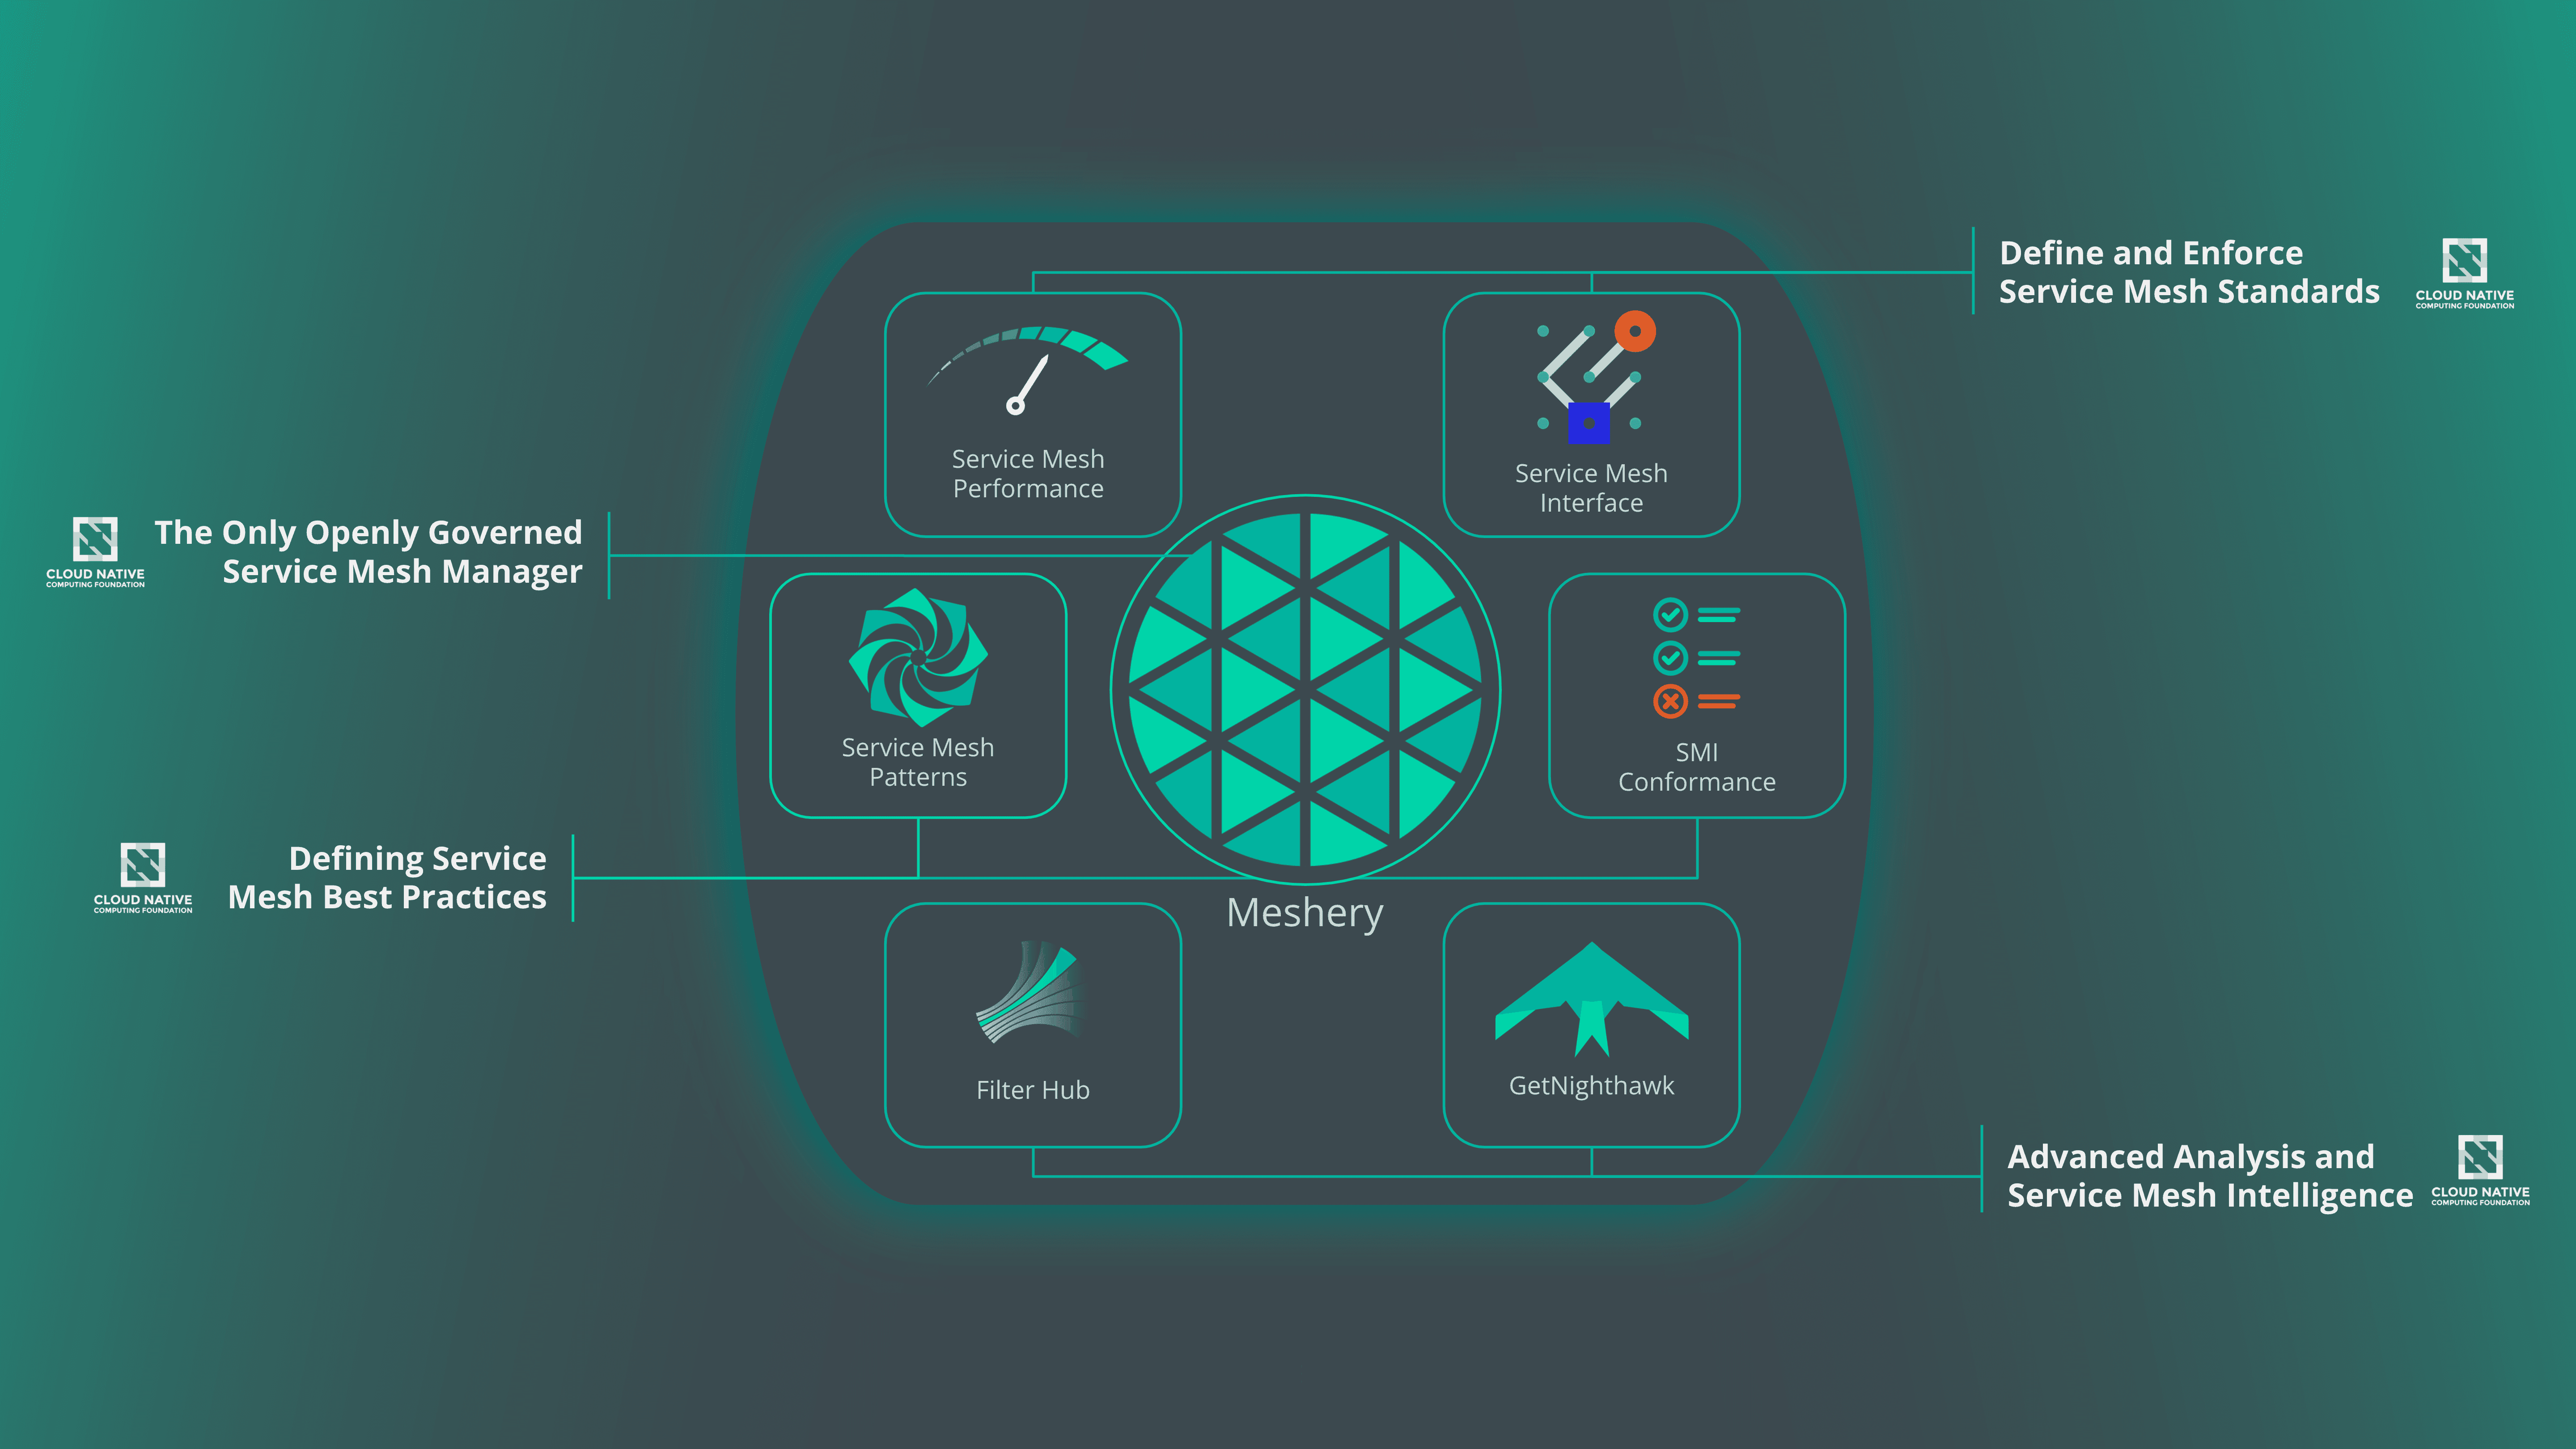 Define and Enforce
Service Mesh Standards
CLOUD NATIVE
COMPUTING FOUNDATION
Service Mesh
Performance
Service Mesh
Interface
CLOUD NATIVE
COMPUTING FOUNDATION
The Only Openly Governed
Service Mesh Manager
Service Mesh
Patterns
SMI
Conformance
CLOUD NATIVE
COMPUTING FOUNDATION
Defining Service
Mesh Best Practices
Meshery
Filter Hub
GetNighthawk
Advanced Analysis and
Service Mesh Intelligence
CLOUD NATIVE
COMPUTING FOUNDATION